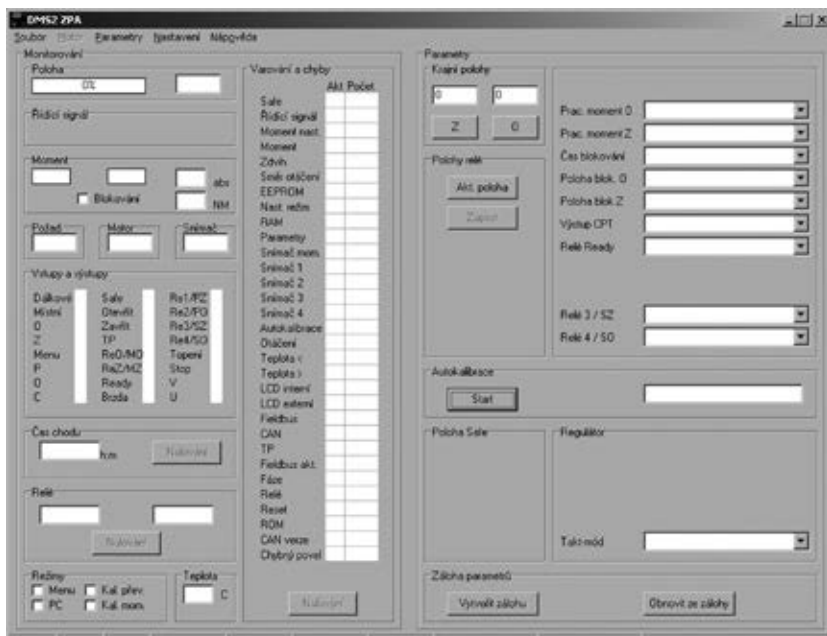 DMS2 ZPA
Soubor Motor Parametry Nastavení Nápověda
Monitorování
Poloha
0%
Řídicí signál
Moment
abs
Blokování
NM
Požad.
Motor
Snímač
Vstupy a výstupy
Dálkově Safe Re1/PZ
Místní Otevřít Re2/PO
O Zavřít Re3/SZ
Z TP Re4/SO
Menu ReO/MO Topení
P ReZ/MZ Stop
O Ready V
C Brzda U
Čas chodu
h:m
Nulování
Relé
Nulování
Režimy
Menu Kal. přev.
PC Kal. mom.
Teplota
C
Varování a chyby
Akt. Počet.
Safe
Řídicí signál
Moment nast.
Moment
Zdvih
Směr otáčení
EEPROM
Nast. režim
RAM
Parametry
Snímač mom.
Snímač 1
Snímač 2
Snímač 3
Snímač 4
Autokalibrace
Otáčení
Teplota <
Teplota >
LCD interní
LCD externí
Fieldbus
CAN
TP
Fieldbus akt.
Fáze
Relé
Reset
ROM
CAN verze
Chybný povel
Nulování
Parametry
Krajní polohy
0 0
Z O
Polohy relé
Akt. poloha
Zápis
Prac. moment O
Prac. moment Z
Čas blokování
Poloha blok. O
Poloha blok. Z
Výstup CPT
Relé Ready
Relé 3 / SZ
Relé 4 / SO
Autokalibrace
Start
Poloha Safe
Regulátor
Takt-mód
Záloha parametrů
Vytvořit zálohu
Obnovit ze zálohy